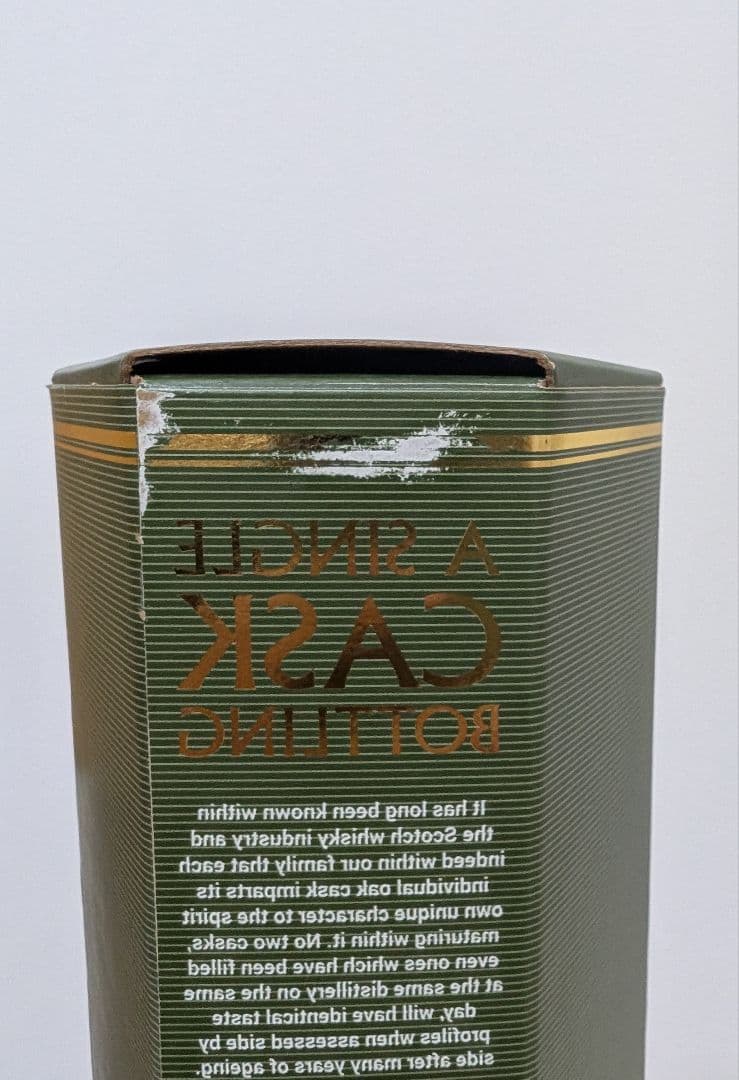 A SINGLE
CASK
BOTTLING
It has long been known within
the Scotch whisky industry and
indeed within our family that each
individual oak cask imparts its
own unique character to the spirit
maturing within it. No two casks,
even ones which have been filled
at the same distillery on the same
day, will have identical taste
profiles when assessed side by
side after many years of ageing.